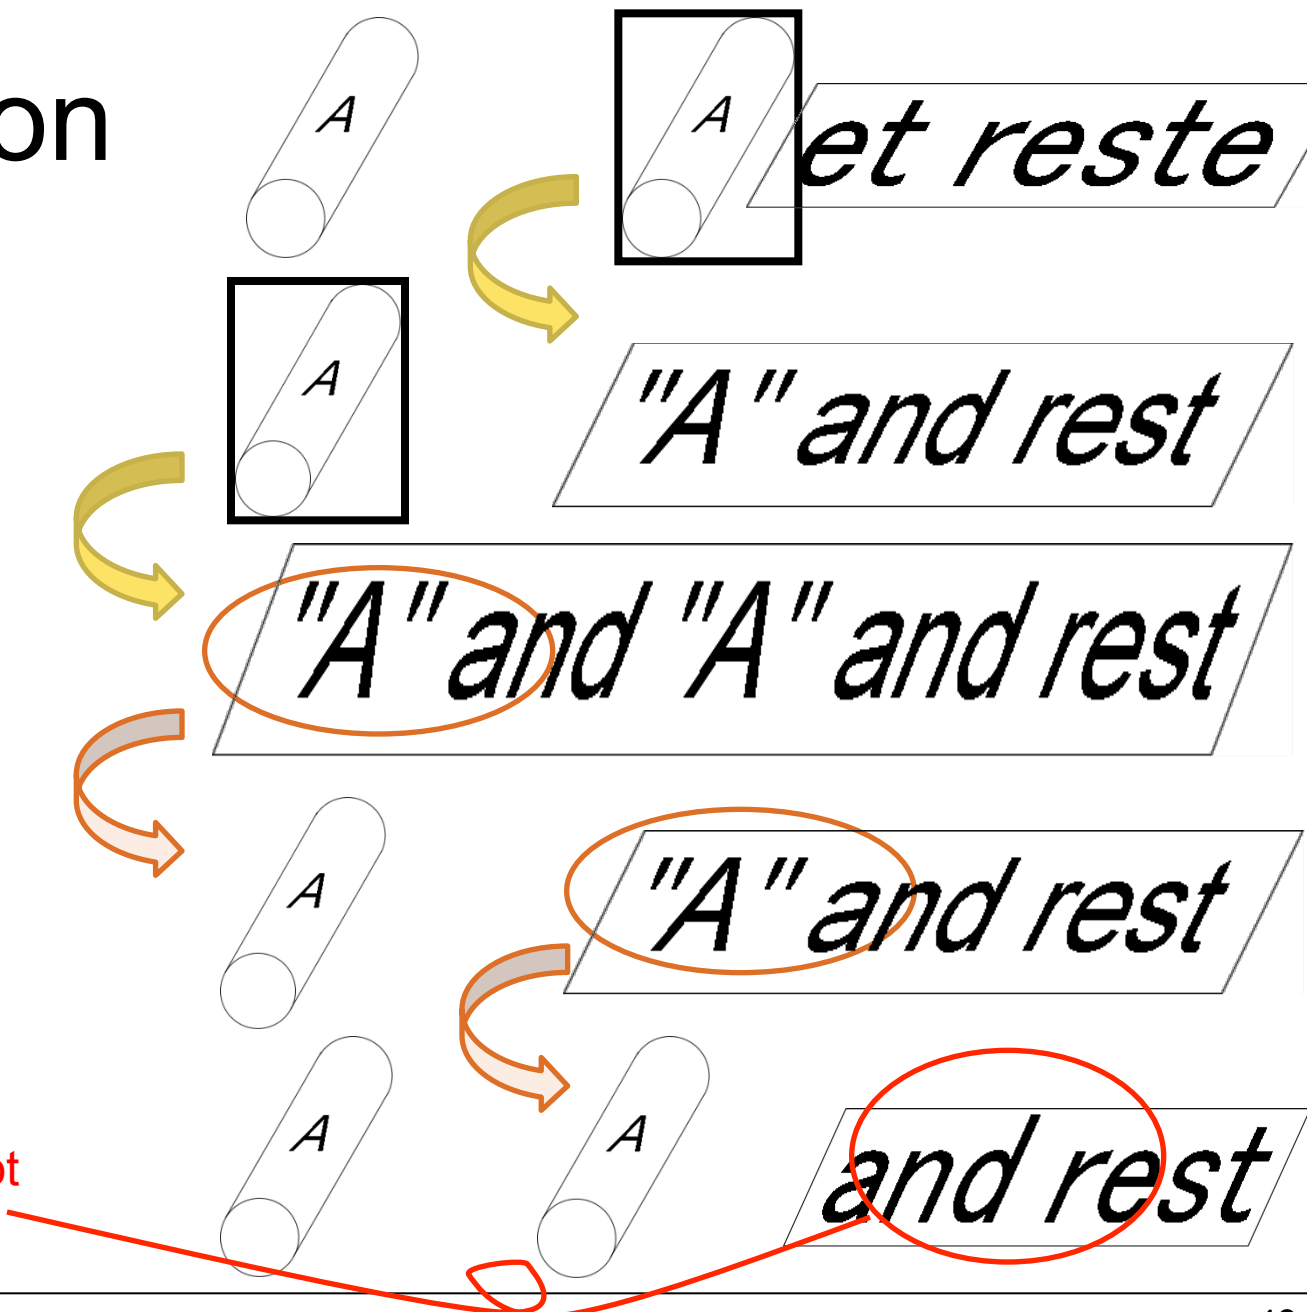 on
A A et reste
A "A" and rest
"A" and "A" and rest
A "A" and rest
A A and rest